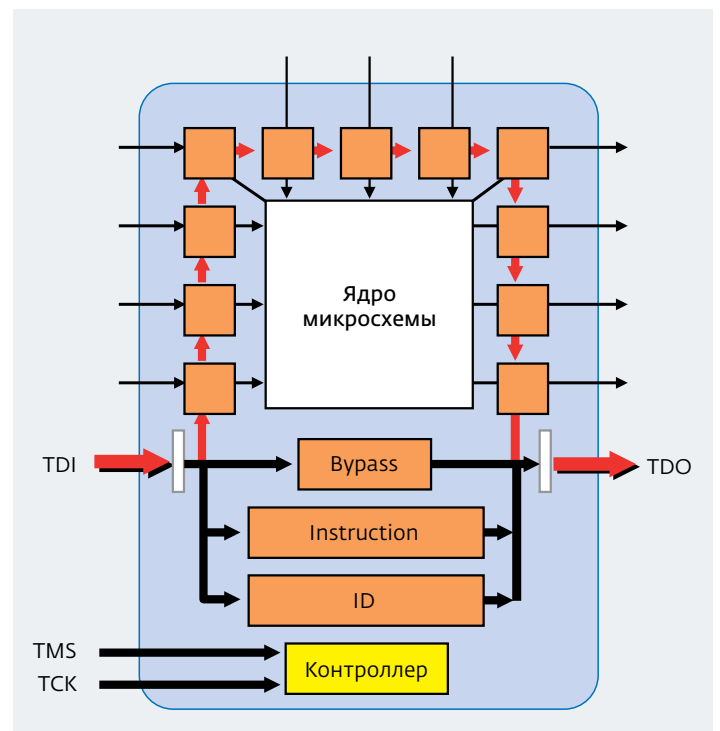 Ядро
микросхемы
TDI
Bypass
TDO
Instruction
ID
TMS
TCK
Контроллер